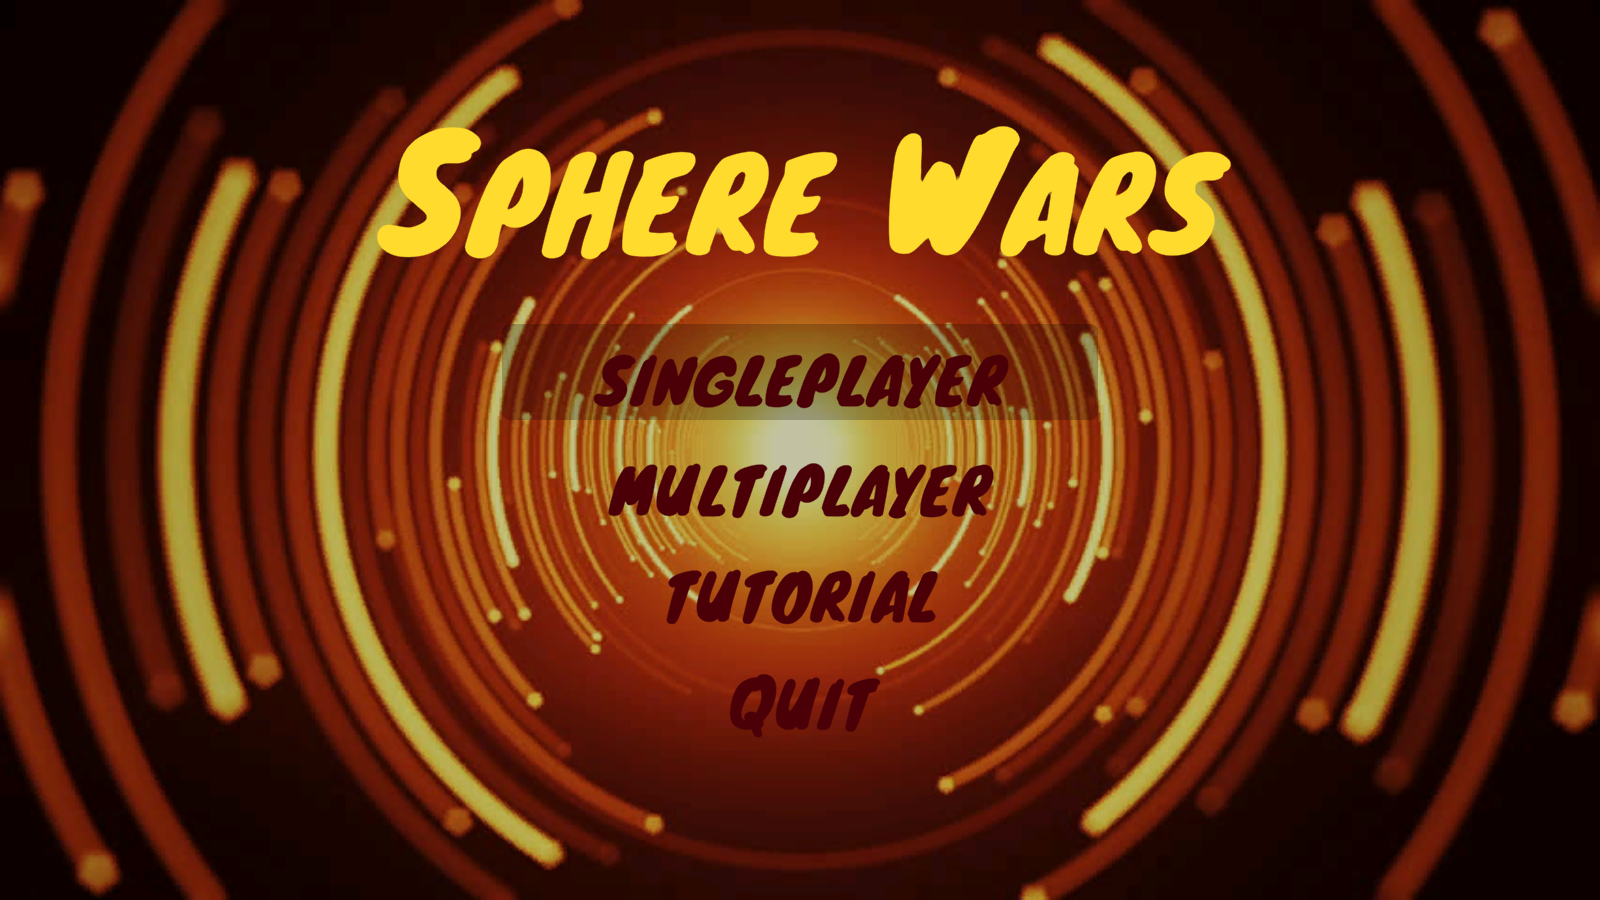 SPHERE WARS
SINGLEPLAYER
MULTIPLAYER
TUTORIAL
QUIT